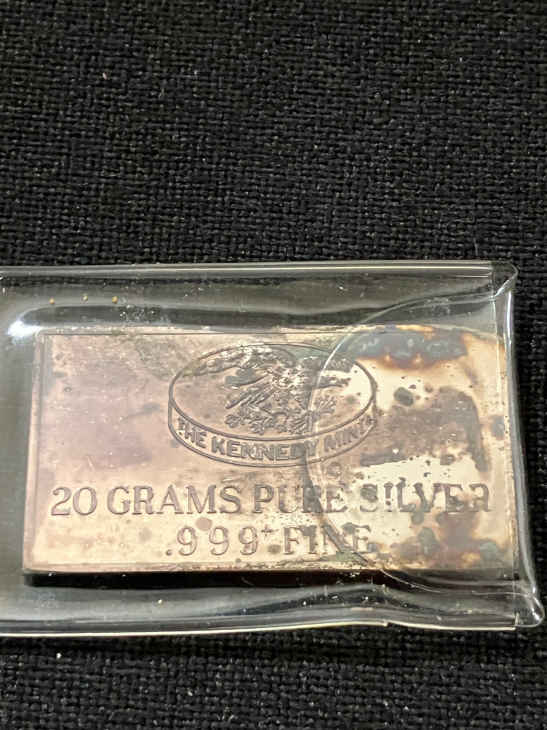 THE KENNEDY MINT
20 GRAMS PURE SILVER
.999+ FINE